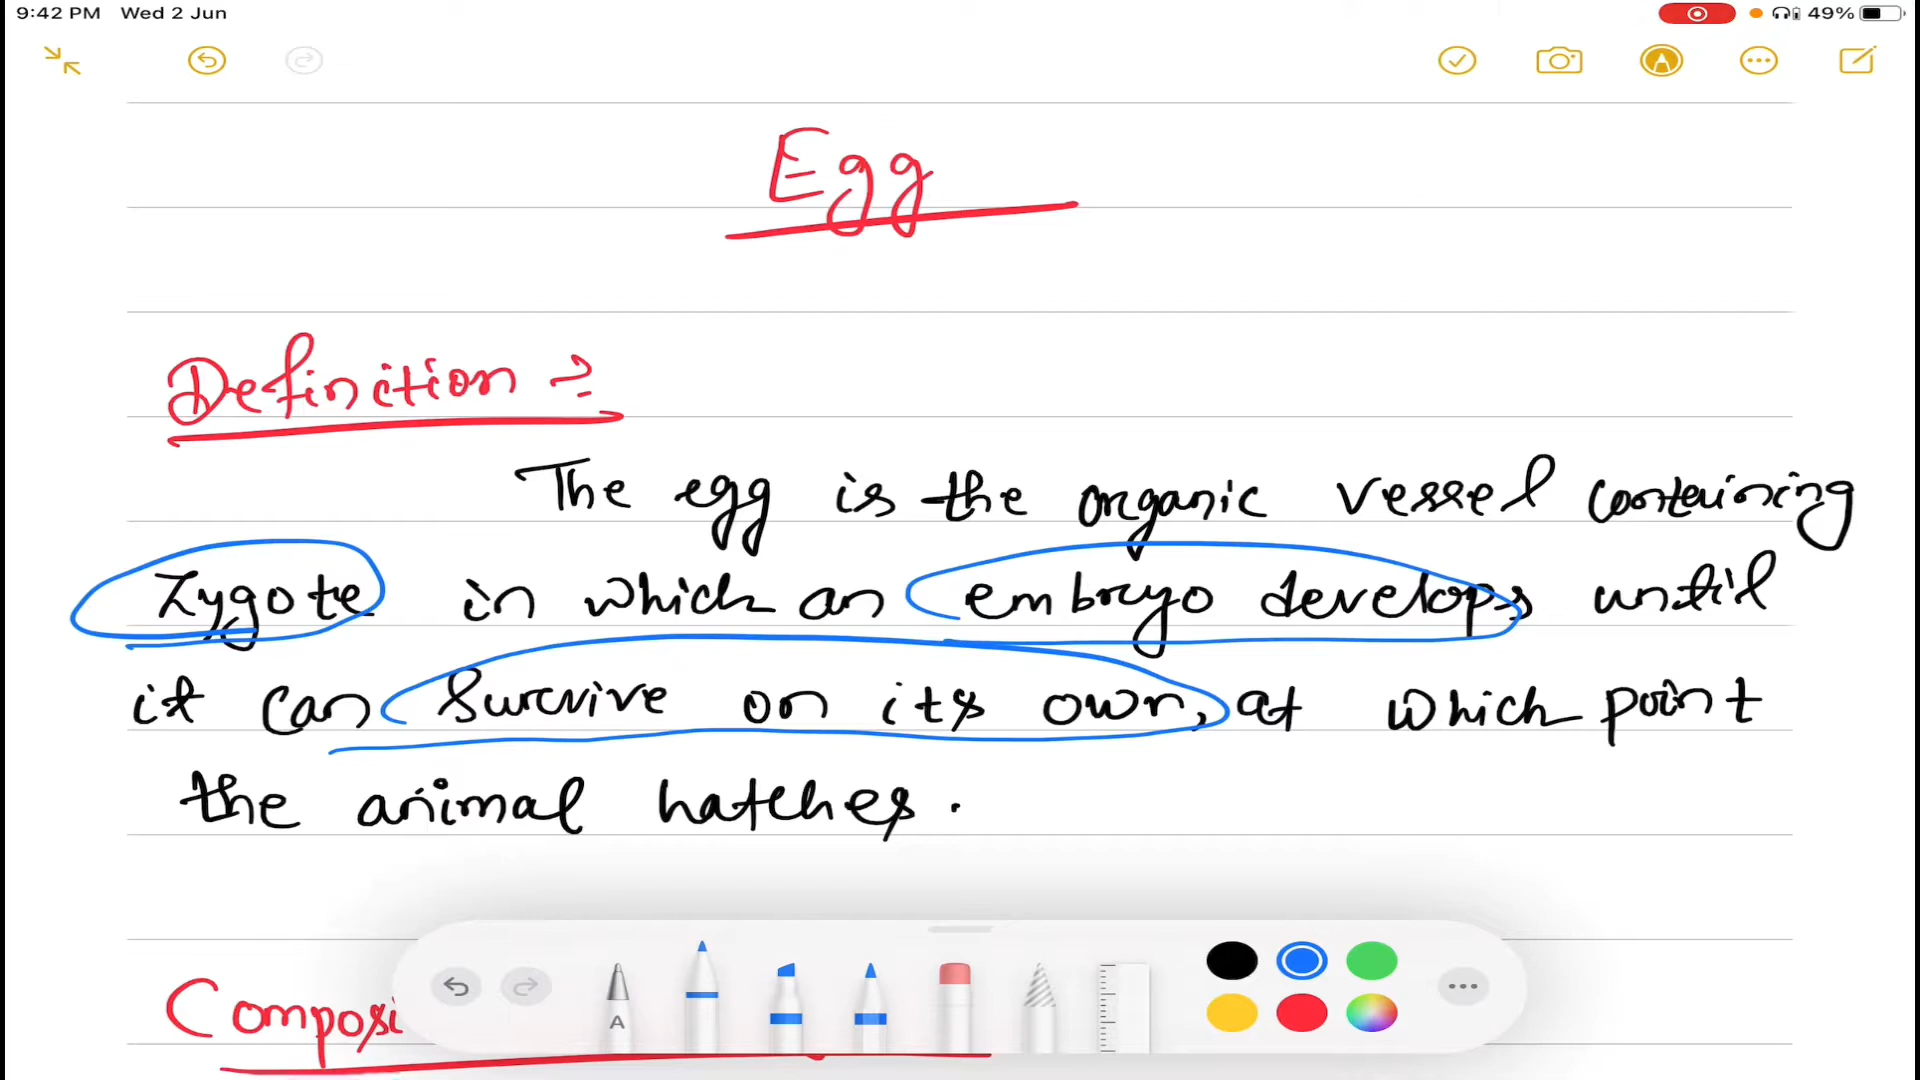 9:42 PM Wed 2 Jun
49%
Egg
Definition :
The egg is the organic vessel containing
Zygote in which an embryo develops until
it can survive on its own, at which point
the animal hatches.
Composi
A